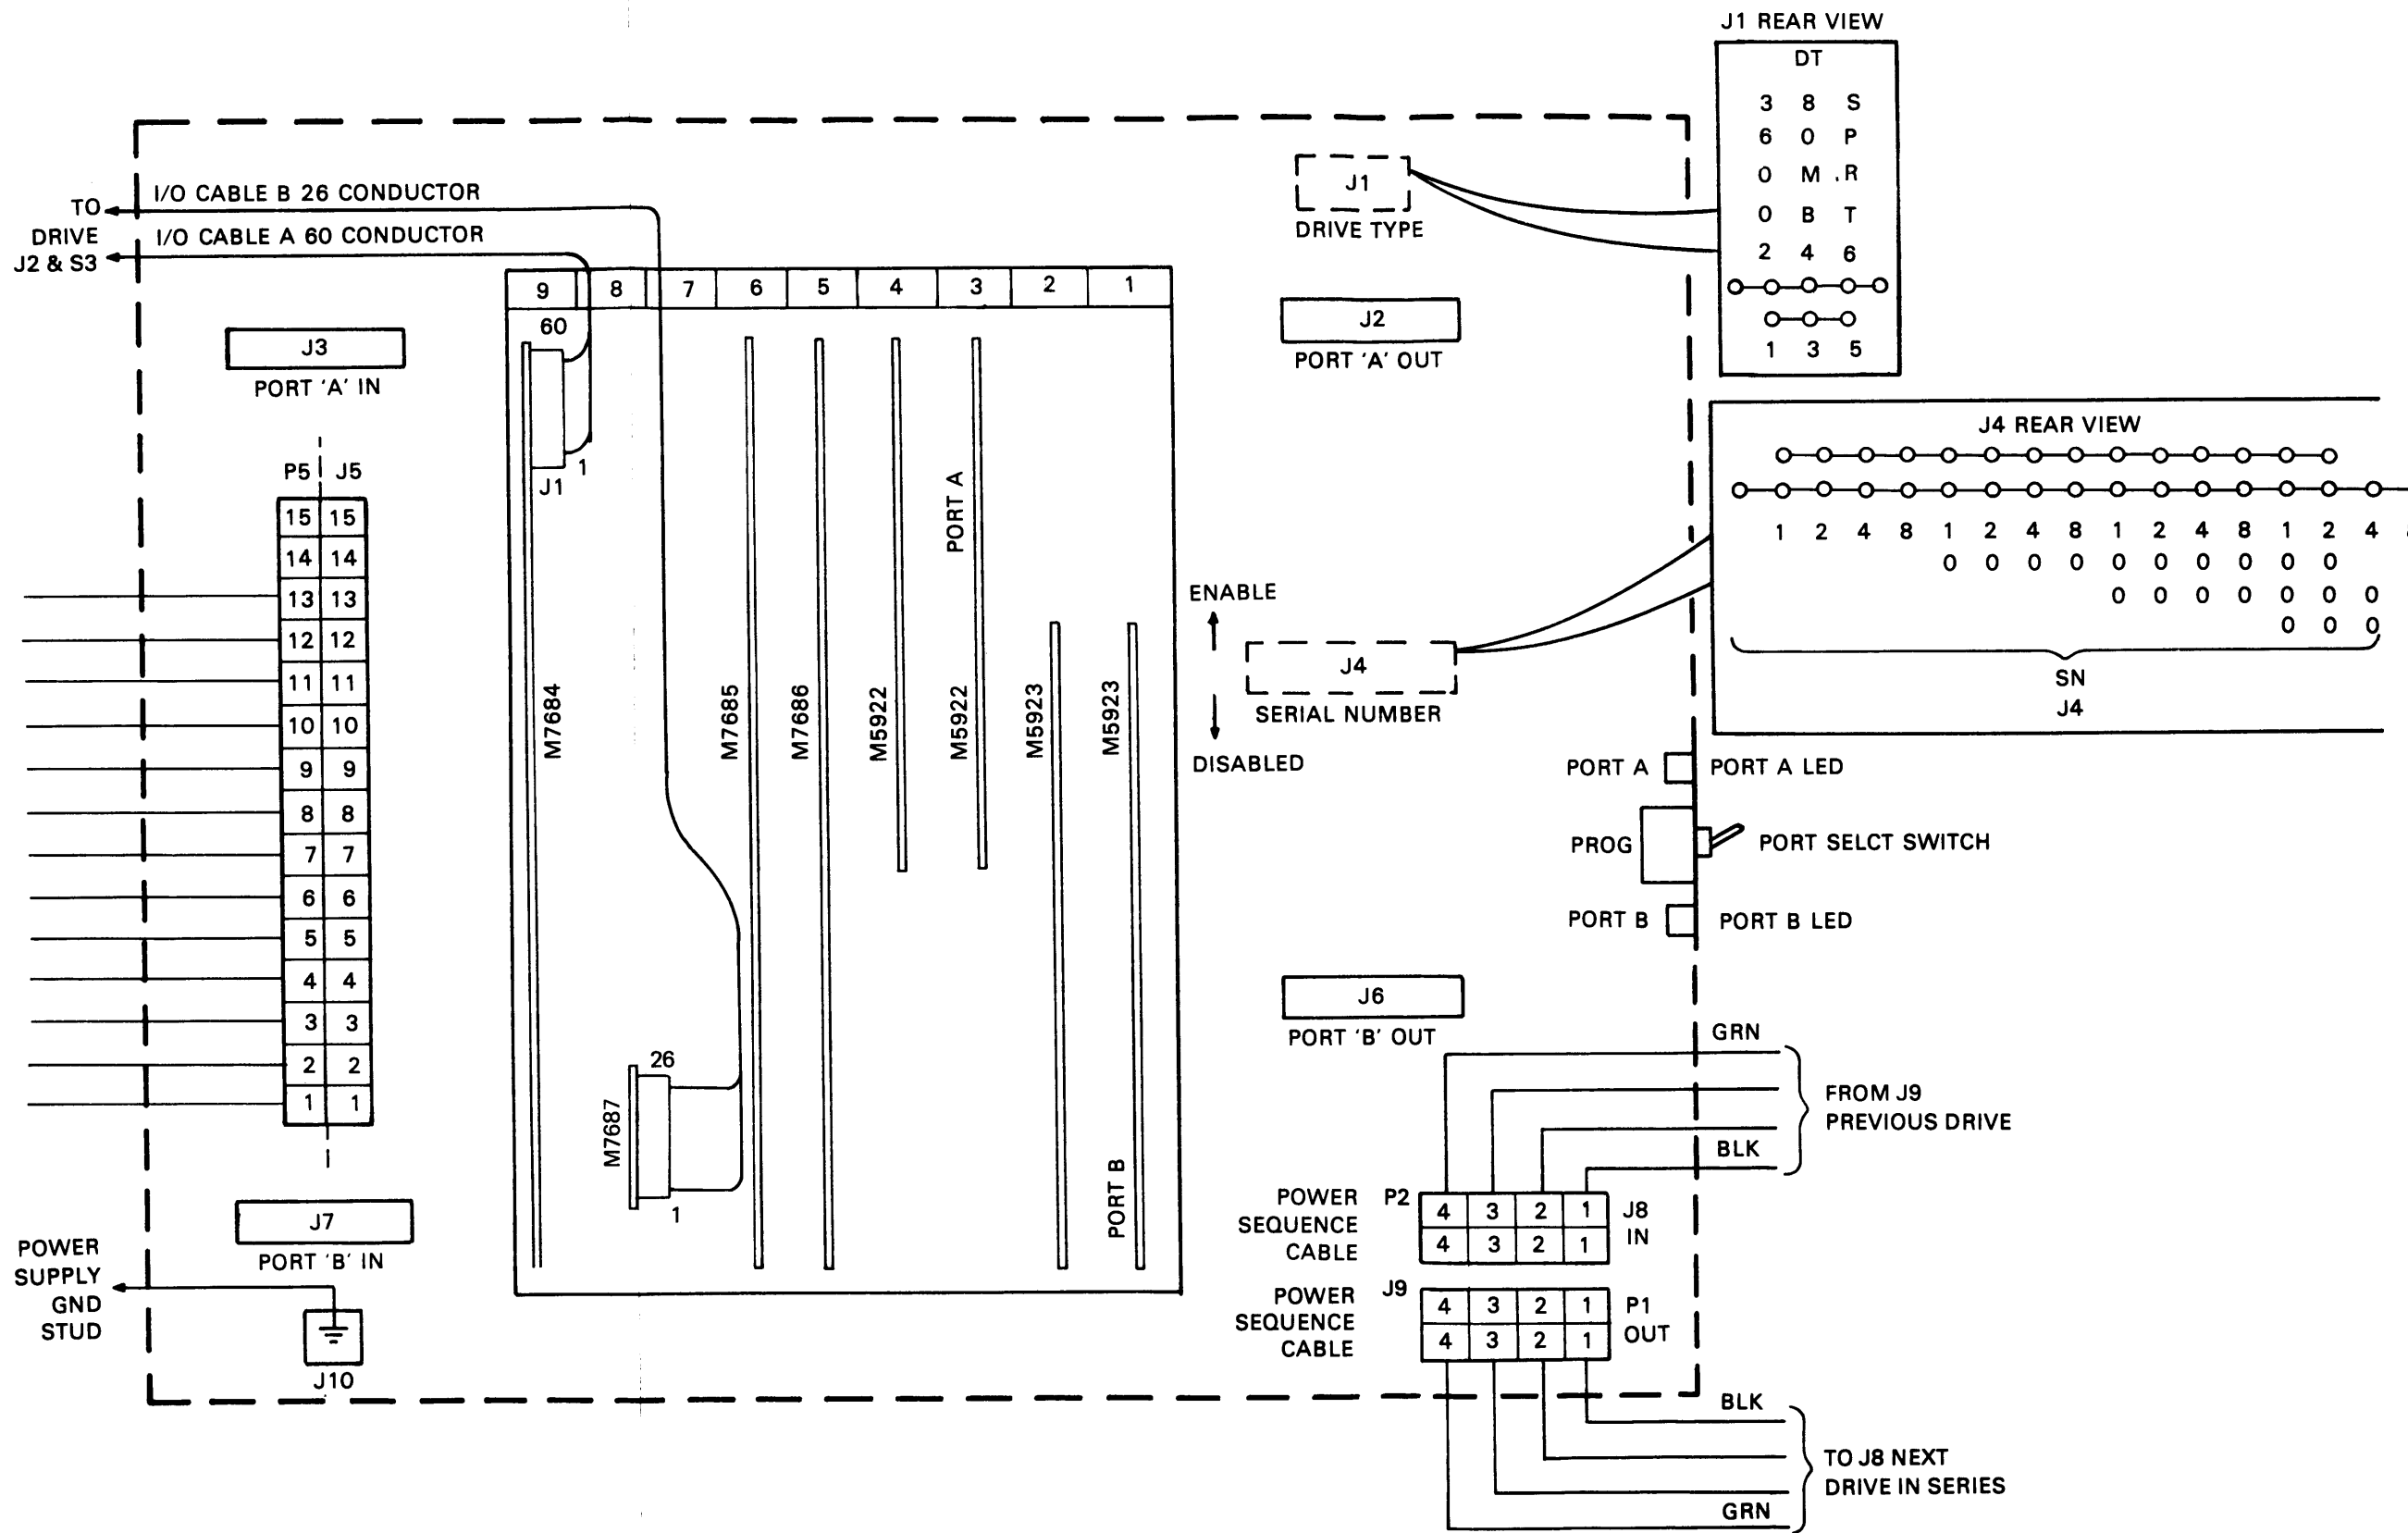 J1 REAR VIEW
DT
3 8 S
6 0 P
0 M .R
0 B T
2 4 6
1 3 5
I/O CABLE B 26 CONDUCTOR
TO
DRIVE
J2 & S3
I/O CABLE A 60 CONDUCTOR
J1
DRIVE TYPE
9 8 7 6 5 4 3 2 1
60
1
J1
J3
PORT 'A' IN
J2
PORT 'A' OUT
J4 REAR VIEW
1 2 4 8 1 2 4 8 1 2 4 8 1 2 4
0 0 0 0 0 0 0 0 0 0
0 0 0 0 0 0 0
0 0 0
SN
J4
P5 J5
15 15
14 14
13 13
12 12
11 11
10 10
9 9
8 8
7 7
6 6
5 5
4 4
3 3
2 2
1 1
PORT A
M7684
M7685
M7686
M5922
M5922
M5923
M5923
ENABLE
J4
SERIAL NUMBER
DISABLED
PORT A
PORT A LED
PROG
PORT SELCT SWITCH
PORT B
PORT B LED
J6
PORT 'B' OUT
26
M7687
1
PORT B
GRN
BLK
FROM J9
PREVIOUS DRIVE
POWER
SEQUENCE
CABLE
P2
4 3 2 1
4 3 2 1
J8
IN
POWER
SEQUENCE
CABLE
J9
4 3 2 1
4 3 2 1
P1
OUT
J7
PORT 'B' IN
POWER
SUPPLY
GND
STUD
J10
BLK
TO J8 NEXT
DRIVE IN SERIES
GRN